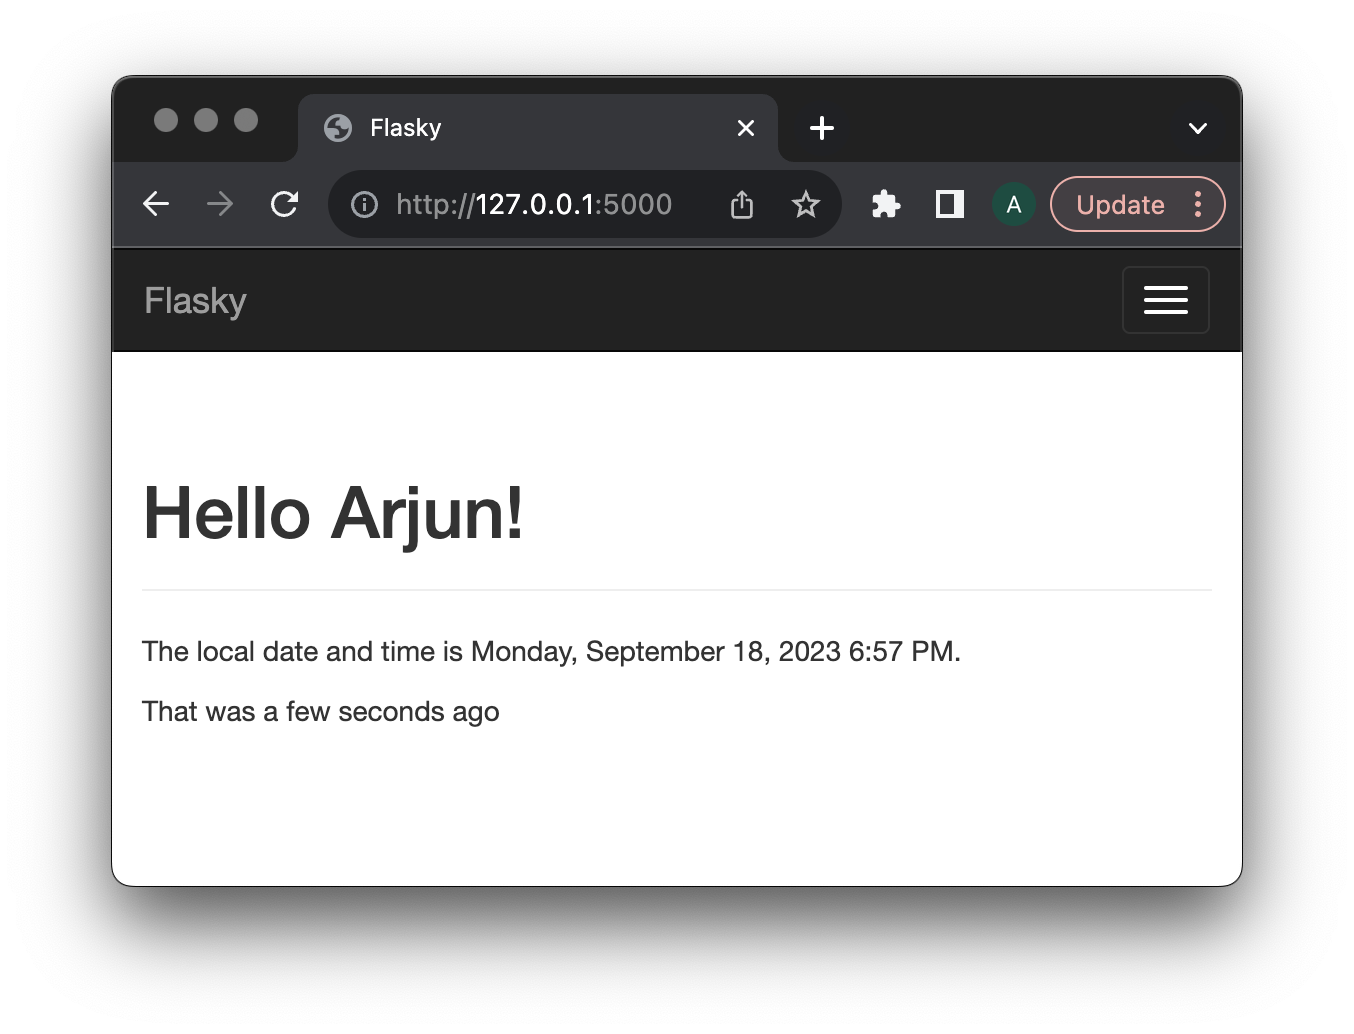 Flasky
http://127.0.0.1:5000
A
Update
Flasky
Hello Arjun!
The local date and time is Monday, September 18, 2023 6:57 PM.
That was a few seconds ago